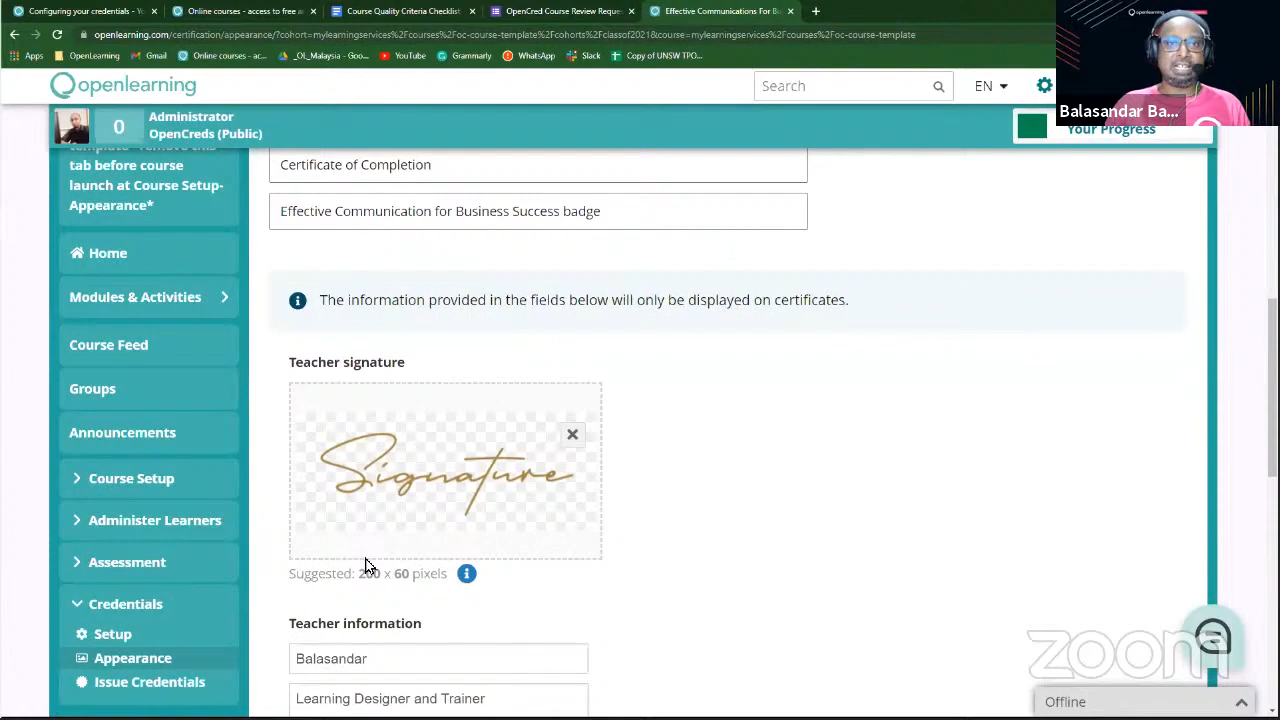 Configuring your credentials - Yo
Online courses - access to free a
Course Quality Criteria Checklist
OpenCred Course Review Reques
Effective Communications For Bu
openlearning.com/certification/appearance/?cohort=mylearningservices%2Fcourses%2Foc-course-template%2Fcohorts%2Fclassof2021&course=mylearningservices%2Fcourses%2Foc-course-template
Apps
OpenLearning
Gmail
Online courses - ac...
_OL_Malaysia - Goo...
YouTube
Grammarly
WhatsApp
Slack
Copy of UNSW TPO...
openlearning
Search
EN
openlearning
Balasandar Ba...
0
Administrator
OpenCreds (Public)
Your Progress
tab before course
launch at Course Setup-
Appearance*
Home
Modules & Activities
Course Feed
Groups
Announcements
Course Setup
Administer Learners
Assessment
Credentials
Setup
Appearance
Issue Credentials
Certificate of Completion
Effective Communication for Business Success badge
The information provided in the fields below will only be displayed on certificates.
Teacher signature
Signature
Suggested: 200 x 60 pixels
Teacher information
Balasandar
Learning Designer and Trainer
zoom
Offline